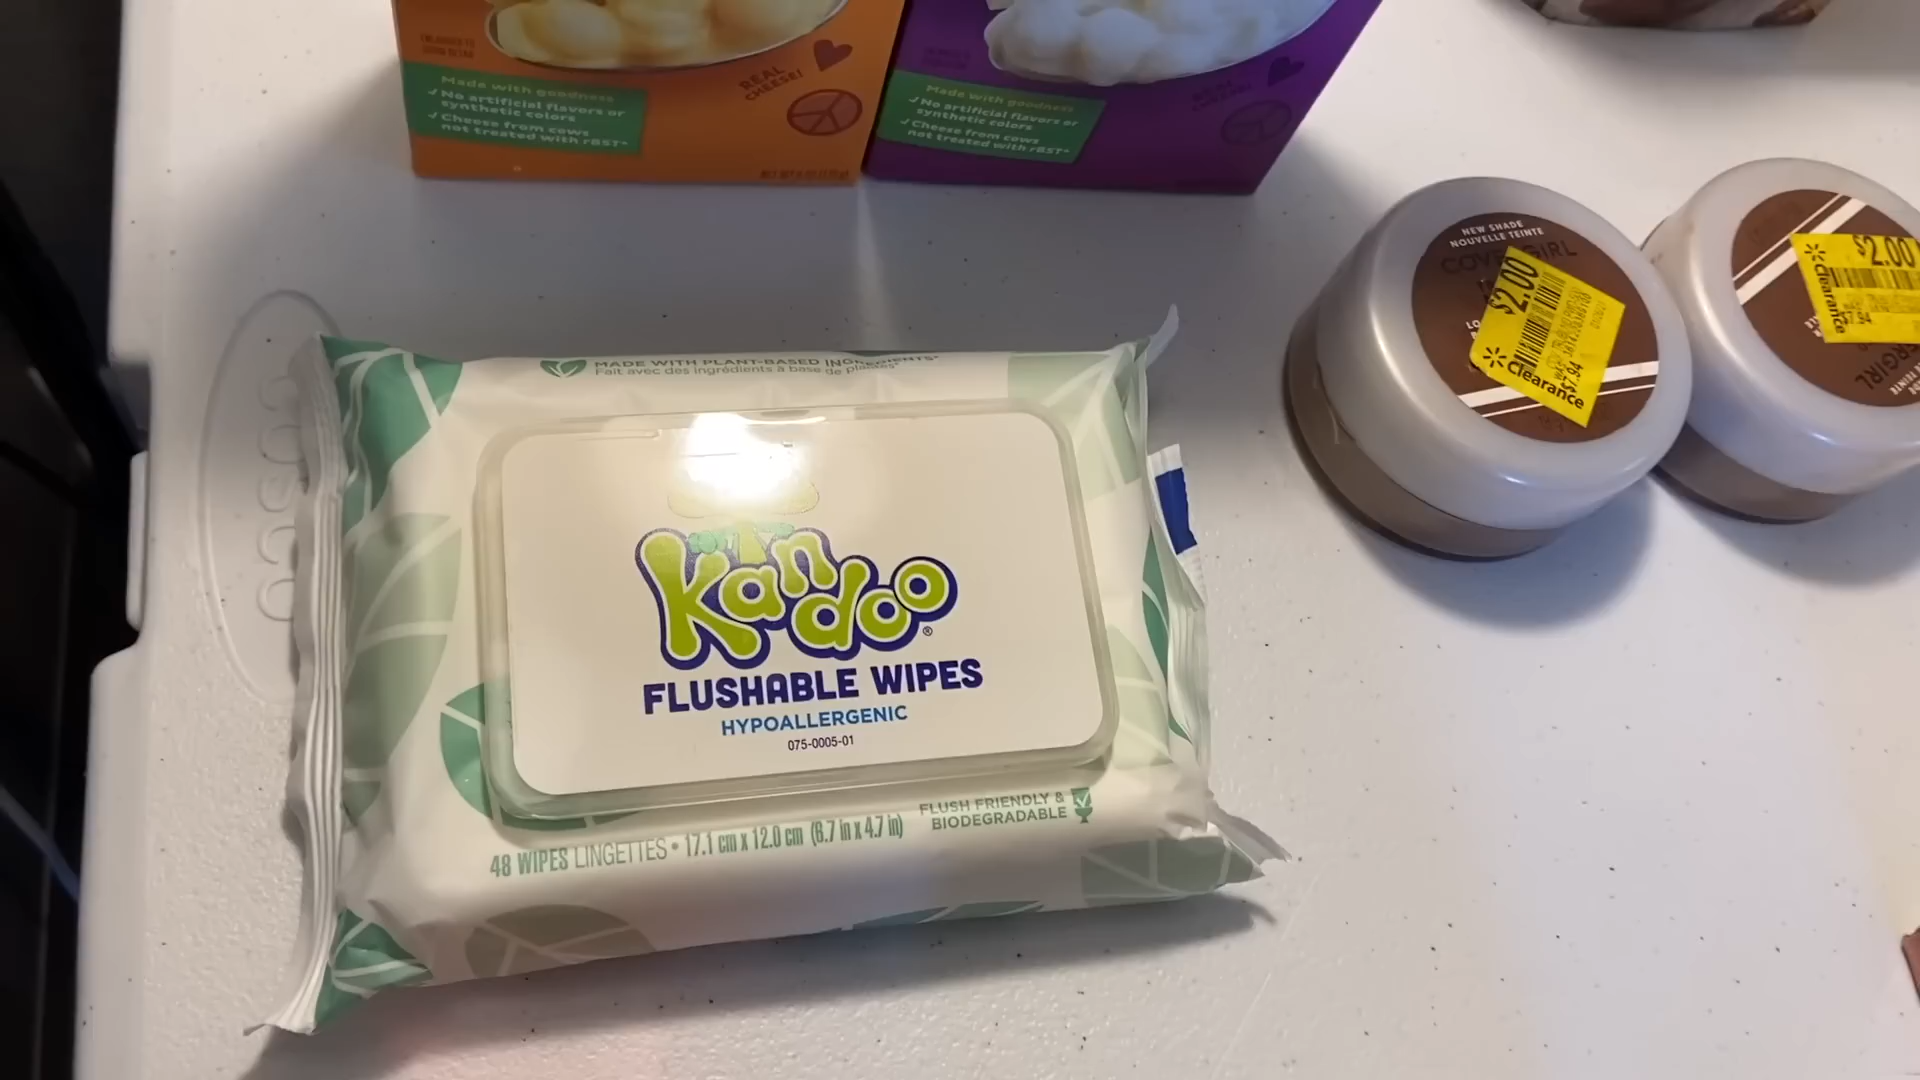 REAL
CHEESE!
Made with goodness
✓ No artificial flavors or
synthetic colors
✓ Cheese from cows
not treated with rBST*
Made with goodness
✓ No artificial flavors or
synthetic colors
✓ Cheese from cows
not treated with rBST*
NEW SHADE
NOUVELLE TEINTE
COVERGIRL
$2.00
Clearance
$7.94
$2.00
Clearance
$7.94
MADE WITH PLANT-BASED INGREDIENTS*
Fait avec des ingrédients à base de plantes*
Kandoo®
FLUSHABLE WIPES
HYPOALLERGENIC
075-0005-01
FLUSH FRIENDLY &
BIODEGRADABLE
48 WIPES LINGETTES • 17.1 cm x 12.0 cm (6.7 in x 4.7 in)